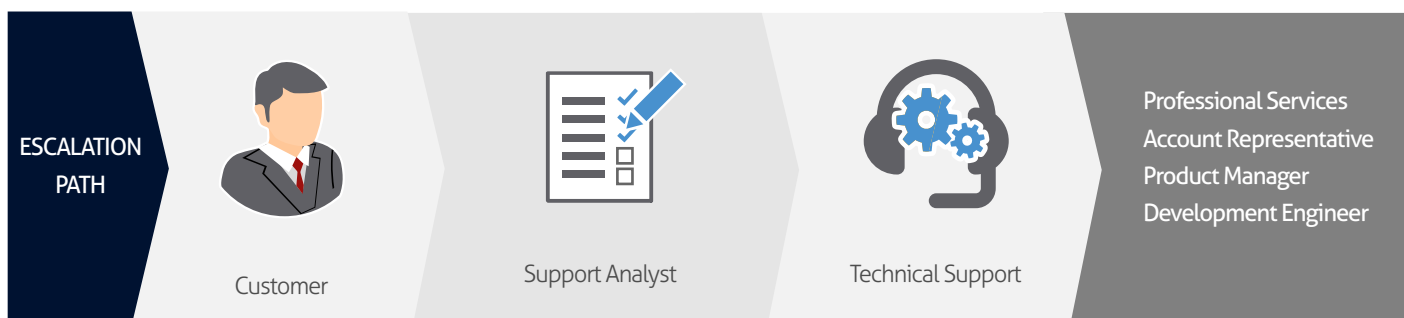 ESCALATION
PATH
Customer
Support Analyst
Technical Support
Professional Services
Account Representative
Product Manager
Development Engineer